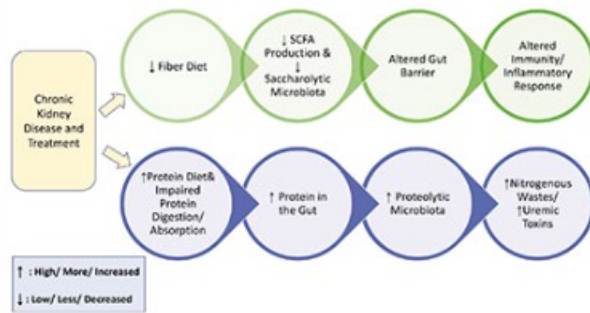 Chronic
Kidney
Disease and
Treatment
↓ Fiber Diet
↓ SCFA
Production &
↓
Saccharolytic
Microbiota
Altered Gut
Barrier
Altered
Immunity/
Inflammatory
Response
↑Protein Diet&
Impaired
Protein
Digestion/
Absorption
↑ Protein in
the Gut
↑ Proteolytic
Microbiota
↑Nitrogenous
Wastes/
↑Uremic
Toxins
↑ : High/ More/ Increased
↓ : Low/ Less/ Decreased